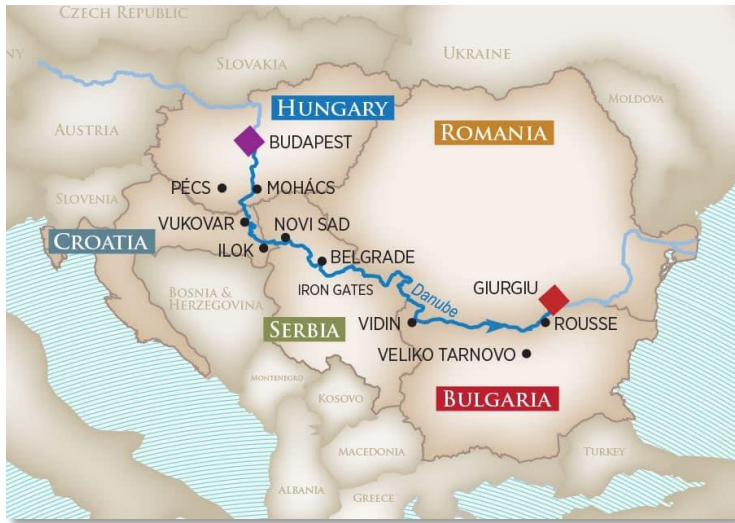 CZECH REPUBLIC
NY
SLOVAKIA
UKRAINE
MOLDOVA
AUSTRIA
HUNGARY
ROMANIA
BUDAPEST
SLOVENIA
PÉCS
MOHÁCS
VUKOVAR
NOVI SAD
CROATIA
ILOK
BELGRADE
BOSNIA &
HERZEGOVINA
IRON GATES
Danube
GIURGIU
SERBIA
VIDIN
ROUSSE
VELIKO TARNOVO
MONTENEGRO
KOSOVO
BULGARIA
MACEDONIA
TURKEY
ALBANIA
GREECE